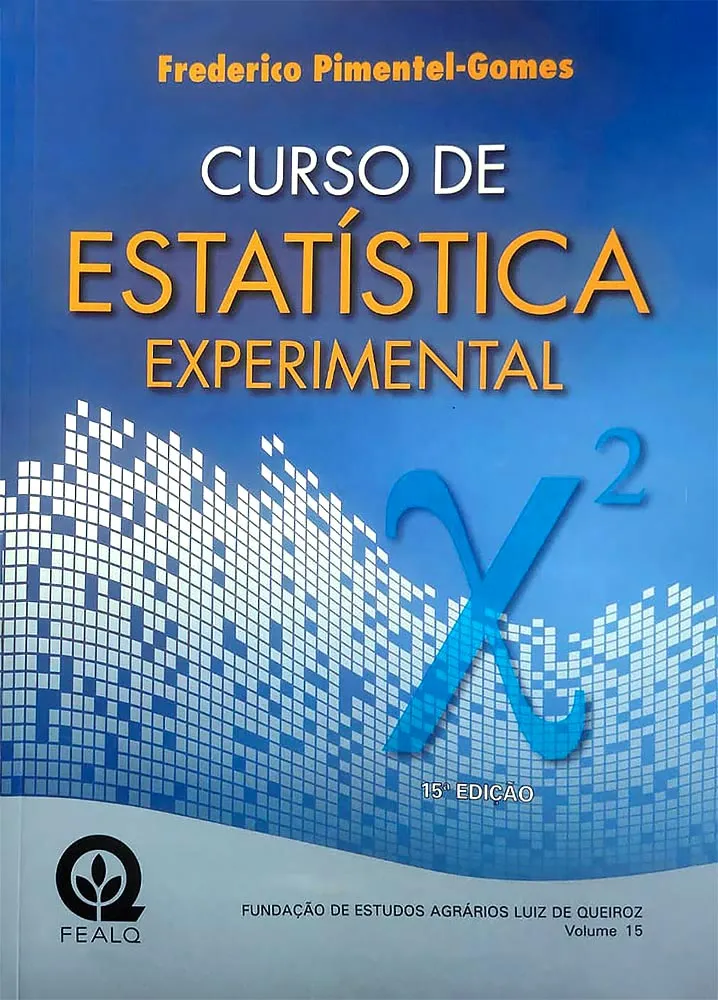 Frederico Pimentel-Gomes
CURSO DE
ESTATÍSTICA
EXPERIMENTAL
χ²
15ª EDIÇÃO
FEALQ
FUNDAÇÃO DE ESTUDOS AGRÁRIOS LUIZ DE QUEIROZ
Volume 15